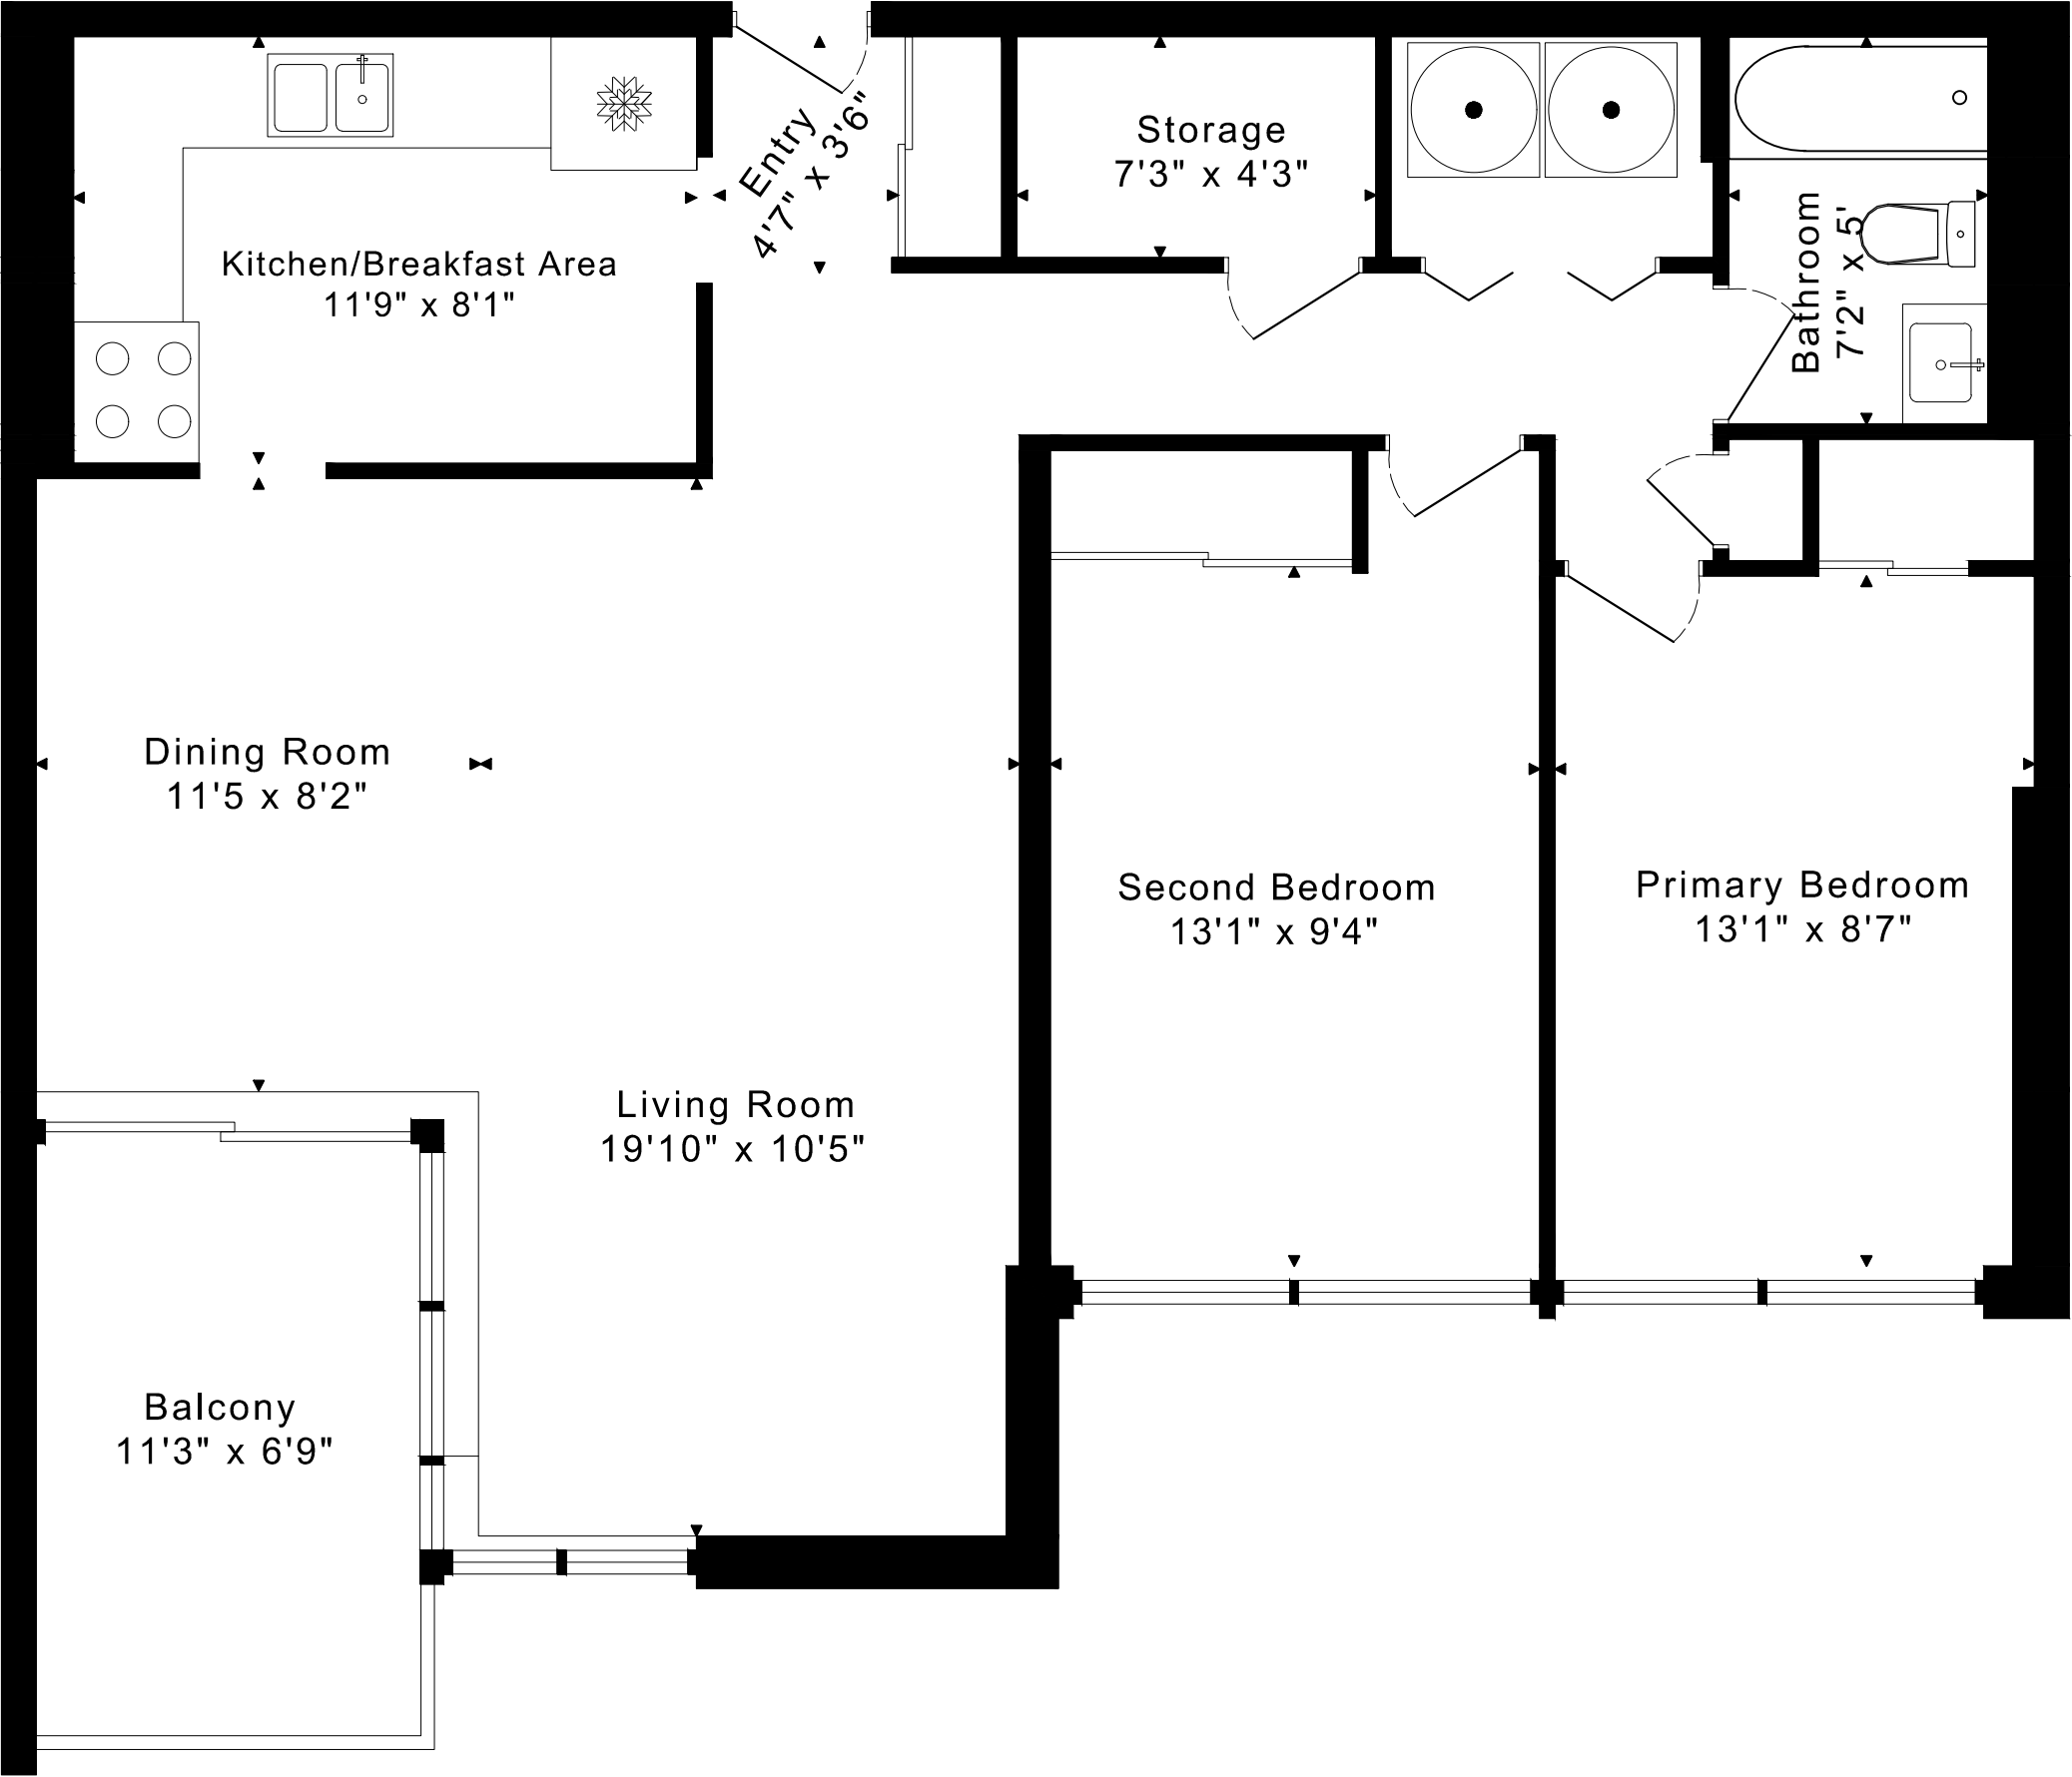 Entry
4'7" x 3'6"
Storage
7'3" x 4'3"
Kitchen/Breakfast Area
11'9" x 8'1"
Bathroom
7'2" x 5'
Dining Room
11'5 x 8'2"
Second Bedroom
13'1" x 9'4"
Primary Bedroom
13'1" x 8'7"
Living Room
19'10" x 10'5"
Balcony
11'3" x 6'9"